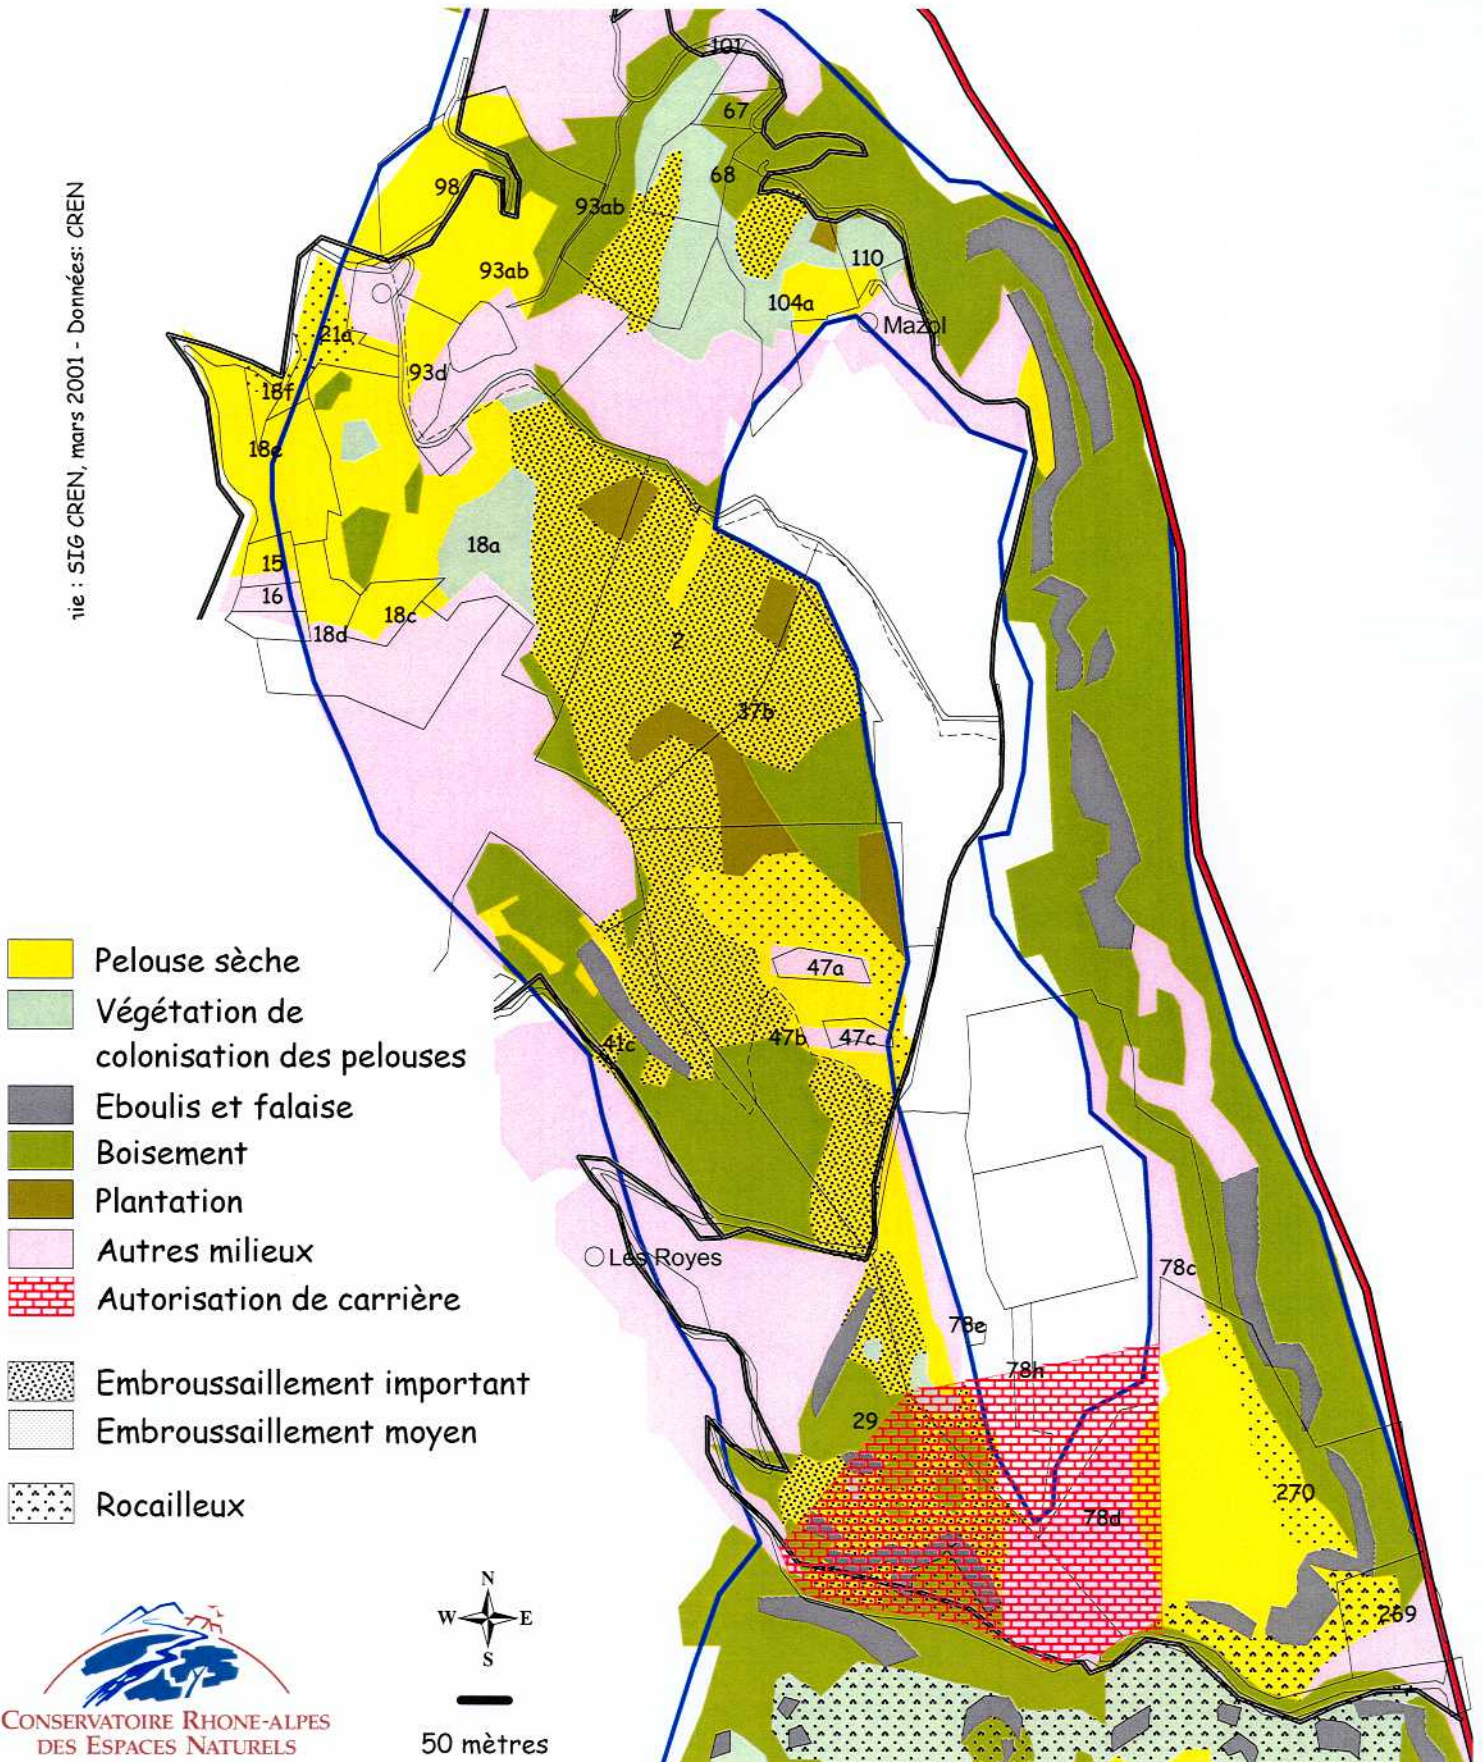 101
67
68
98
93ab
93ab
110
104a
Mazol
21a
93d
18f
18e
18a
15
16
18c
18d
2
37b
47a
47b
47c
41c
Les Royes
78c
78e
78h
29
78d
270
269
: SIG CREN, mars 2001 - Données: CREN
Pelouse sèche
Végétation de
colonisation des pelouses
Eboulis et falaise
Boisement
Plantation
Autres milieux
Autorisation de carrière
Embroussaillement important
Embroussaillement moyen
Rocailleux
N
W E
S
50 mètres
CONSERVATOIRE RHONE-ALPES
DES ESPACES NATURELS